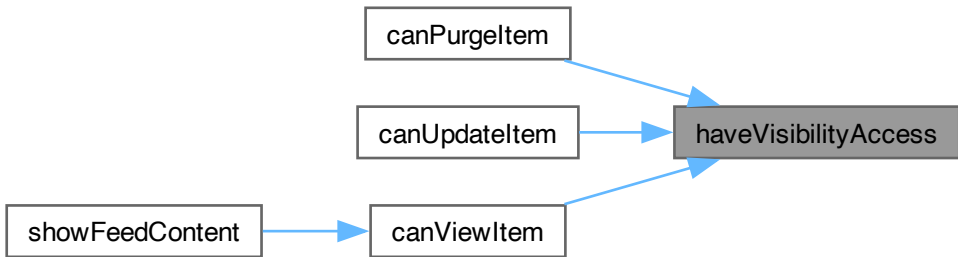 canPurgeItem
canUpdateItem
haveVisibilityAccess
showFeedContent
canViewItem